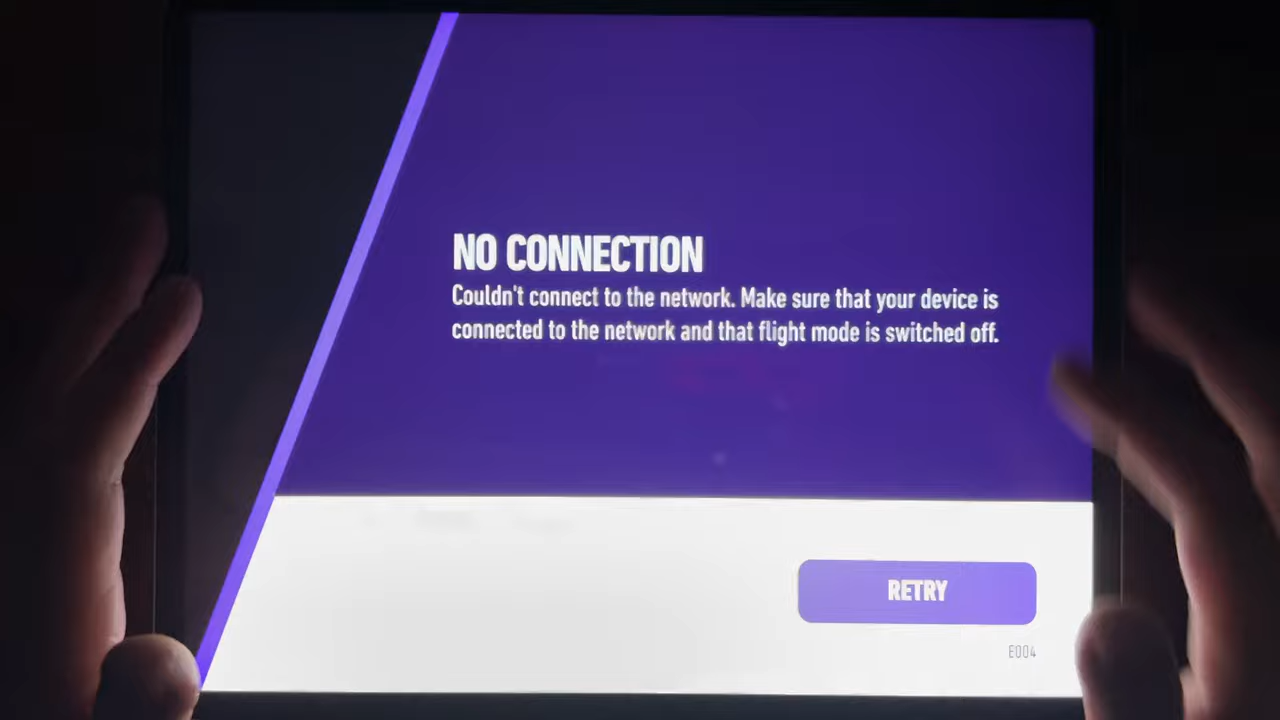 NO CONNECTION
Couldn't connect to the network. Make sure that your device is
connected to the network and that flight mode is switched off.
RETRY
E004